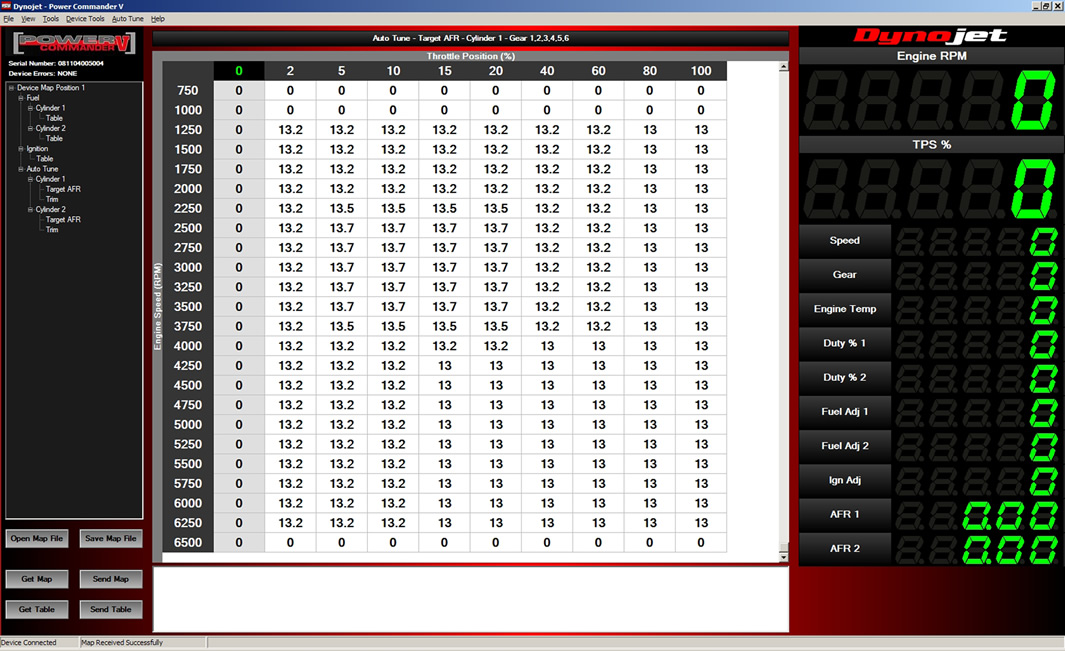 Dynojet - Power Commander V
File View Tools Device Tools Auto Tune Help
POWER V
COMMANDER
Serial Number: 081104005004
Device Errors: NONE
Device Map Position 1
Fuel
Cylinder 1
Table
Cylinder 2
Table
Ignition
Table
Auto Tune
Cylinder 1
Target AFR
Trim
Cylinder 2
Target AFR
Trim
Open Map File Save Map File
Get Map Send Map
Get Table Send Table
Auto Tune - Target AFR - Cylinder 1 - Gear 1,2,3,4,5,6
Throttle Position (%)
Engine Speed (RPM)
0 2 5 10 15 20 40 60 80 100
750 0 0 0 0 0 0 0 0 0 0
1000 0 0 0 0 0 0 0 0 0 0
1250 0 13.2 13.2 13.2 13.2 13.2 13.2 13.2 13 13
1500 0 13.2 13.2 13.2 13.2 13.2 13.2 13.2 13 13
1750 0 13.2 13.2 13.2 13.2 13.2 13.2 13.2 13 13
2000 0 13.2 13.2 13.2 13.2 13.2 13.2 13.2 13 13
2250 0 13.2 13.5 13.5 13.5 13.5 13.2 13.2 13 13
2500 0 13.2 13.7 13.7 13.7 13.7 13.2 13.2 13 13
2750 0 13.2 13.7 13.7 13.7 13.7 13.2 13.2 13 13
3000 0 13.2 13.7 13.7 13.7 13.7 13.2 13.2 13 13
3250 0 13.2 13.7 13.7 13.7 13.7 13.2 13.2 13 13
3500 0 13.2 13.7 13.7 13.7 13.7 13.2 13.2 13 13
3750 0 13.2 13.5 13.5 13.5 13.5 13.2 13.2 13 13
4000 0 13.2 13.2 13.2 13.2 13.2 13 13 13 13
4250 0 13.2 13.2 13.2 13 13 13 13 13 13
4500 0 13.2 13.2 13.2 13 13 13 13 13 13
4750 0 13.2 13.2 13.2 13 13 13 13 13 13
5000 0 13.2 13.2 13.2 13 13 13 13 13 13
5250 0 13.2 13.2 13.2 13 13 13 13 13 13
5500 0 13.2 13.2 13.2 13 13 13 13 13 13
5750 0 13.2 13.2 13.2 13 13 13 13 13 13
6000 0 13.2 13.2 13.2 13 13 13 13 13 13
6250 0 13.2 13.2 13.2 13 13 13 13 13 13
6500 0 0 0 0 0 0 0 0 0 0
Dynojet
Engine RPM
0
TPS %
0
Speed 0
Gear 0
Engine Temp 0
Duty % 1 0
Duty % 2 0
Fuel Adj 1 0
Fuel Adj 2 0
Ign Adj 0
AFR 1 0.00
AFR 2 0.00
Device Connected Map Received Successfully